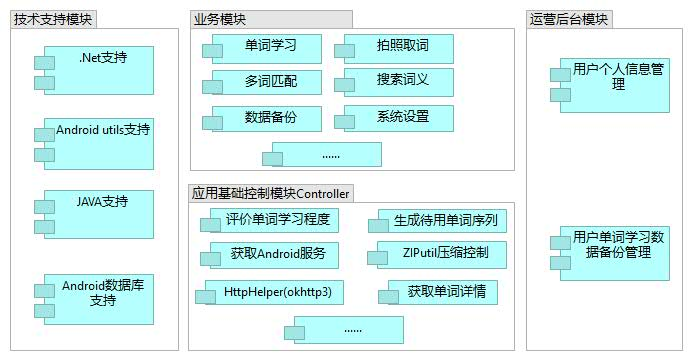 技术支持模块
.Net支持
Android utils支持
JAVA支持
Android数据库
支持
业务模块
单词学习
拍照取词
多词匹配
搜索词义
数据备份
系统设置
......
应用基础控制模块Controller
评价单词学习程度
生成待用单词序列
获取Android服务
ZIPutil压缩控制
HttpHelper(okhttp3)
获取单词详情
......
运营后台模块
用户个人信息管
理
用户单词学习数
据备份管理